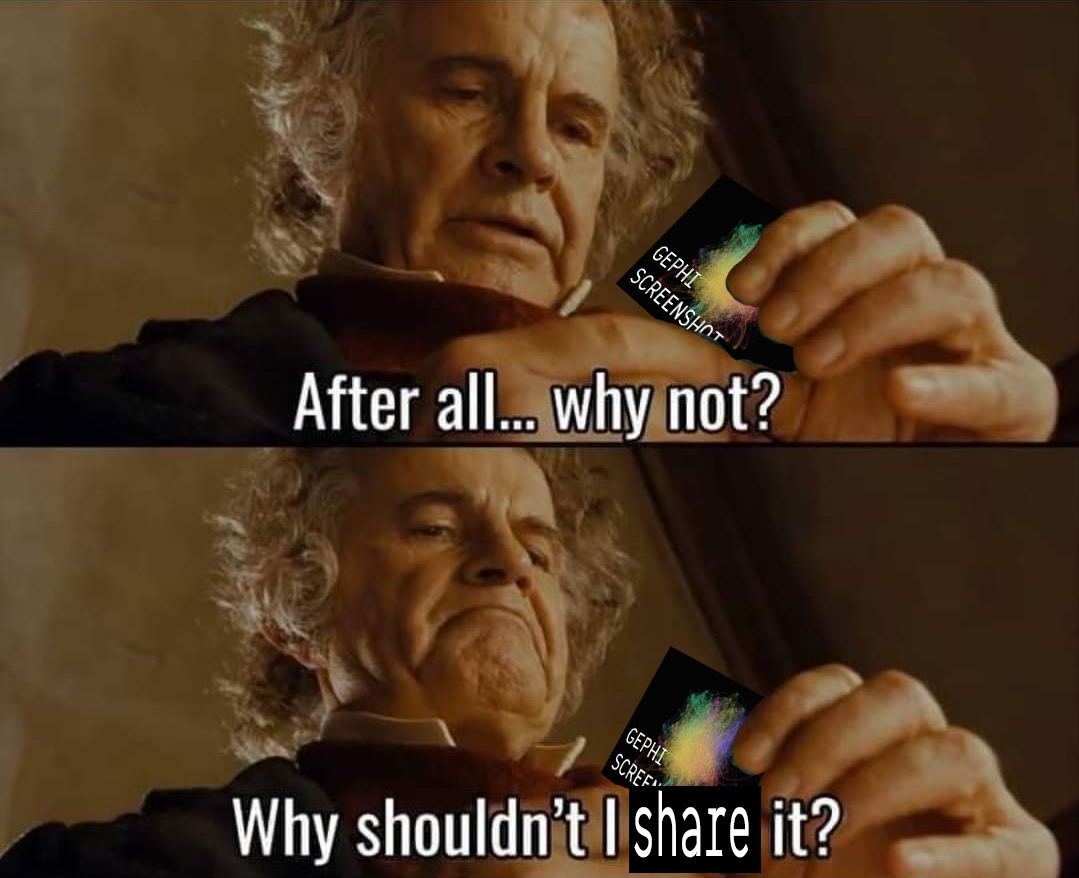 GEPHI
SCREENSHOT
After all... why not?
GEPHI
Why shouldn't I share it?